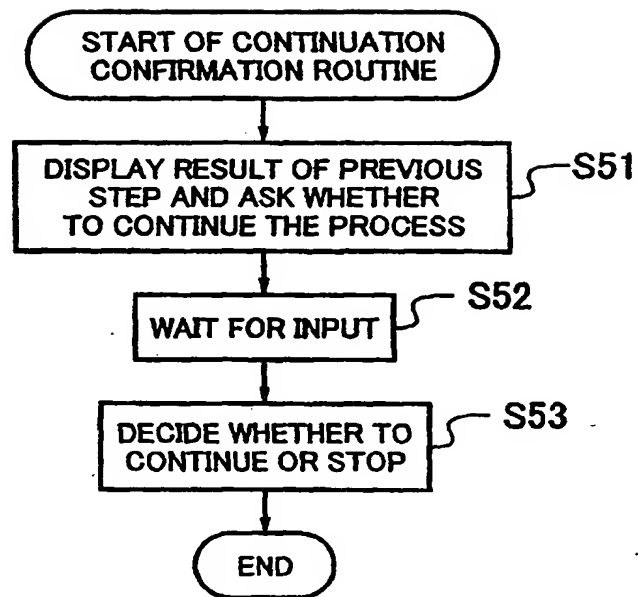 START OF CONTINUATION
CONFIRMATION ROUTINE
DISPLAY RESULT OF PREVIOUS
STEP AND ASK WHETHER
TO CONTINUE THE PROCESS
S51
WAIT FOR INPUT
S52
DECIDE WHETHER TO
CONTINUE OR STOP
S53
END